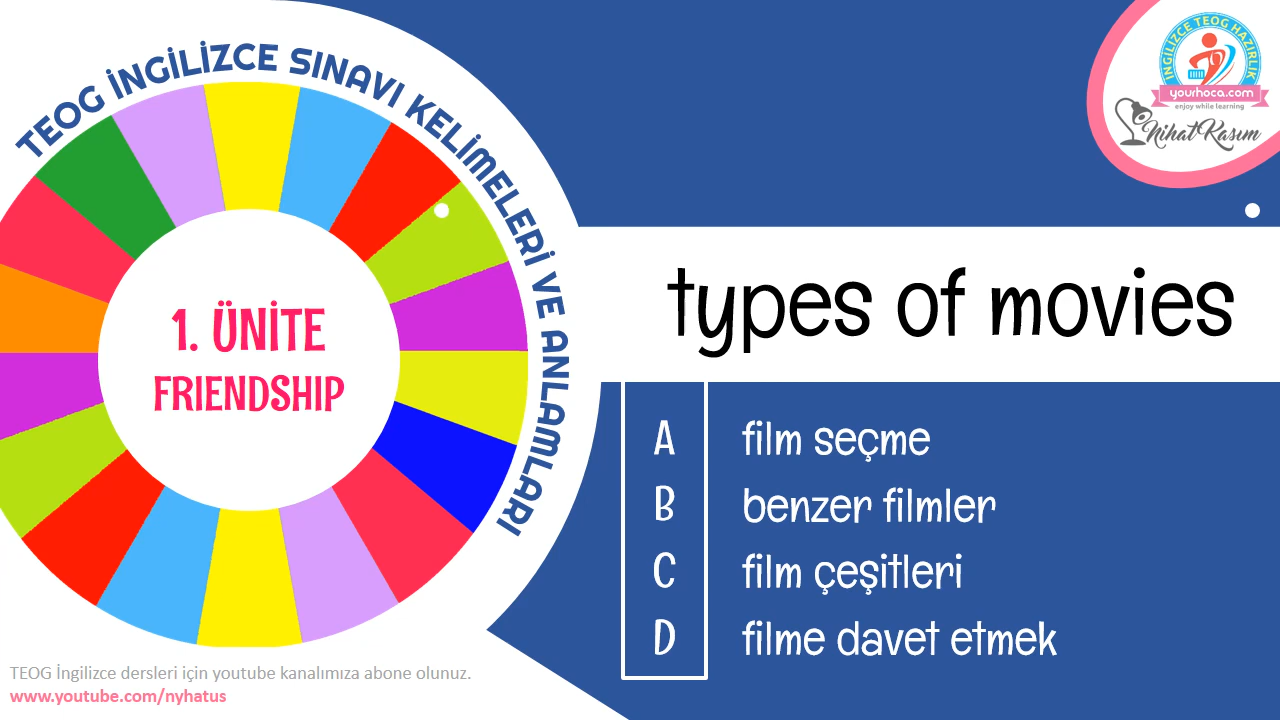 TEOG İNGİLİZCE SINAVI KELİMELERİ VE ANLAMLARI
İNGİLİZCE TEOG HAZIRLIK
yourhoca.com
enjoy while learning
Nihat Kasım
1. ÜNİTE
FRIENDSHIP
types of movies
A film seçme
B benzer filmler
C film çeşitleri
D filme davet etmek
TEOG İngilizce dersleri için youtube kanalımıza abone olunuz.
www.youtube.com/nyhatus